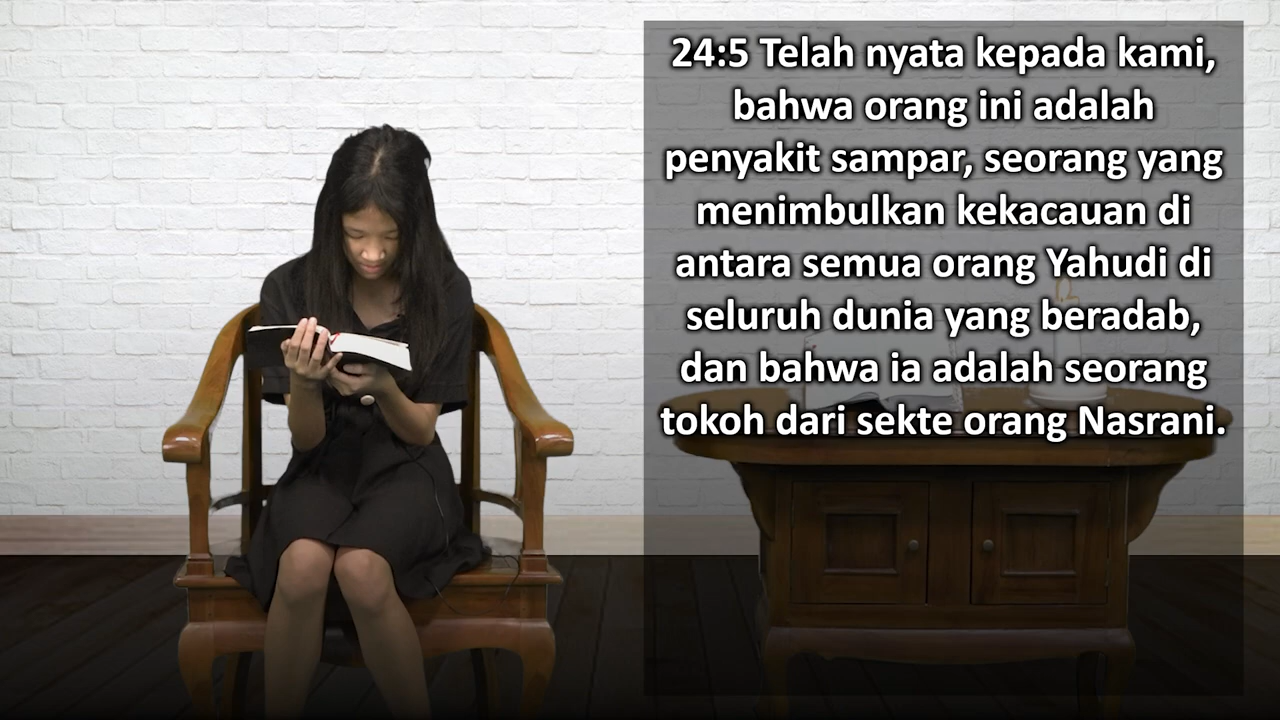 24:5 Telah nyata kepada kami,
bahwa orang ini adalah
penyakit sampar, seorang yang
menimbulkan kekacauan di
antara semua orang Yahudi di
seluruh dunia yang beradab,
dan bahwa ia adalah seorang
tokoh dari sekte orang Nasrani.